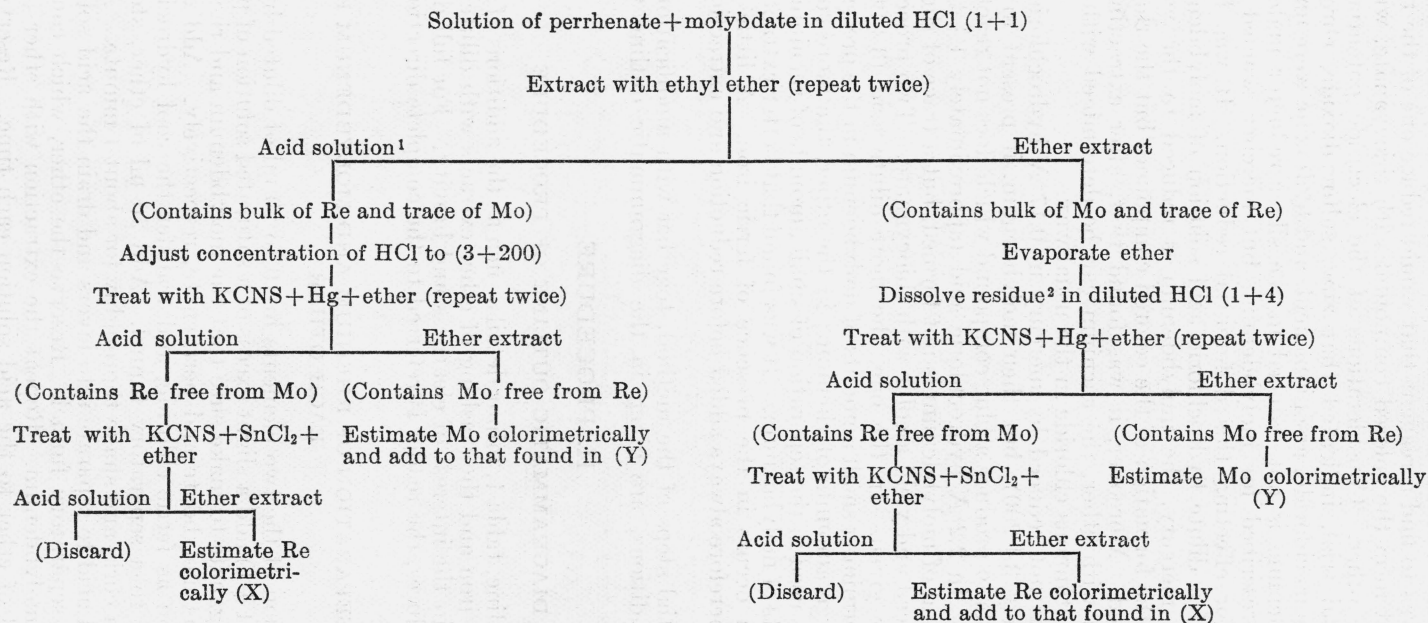 Solution of perrhenate+molybdate in diluted HCl (1+1)
Extract with ethyl ether (repeat twice)
Acid solution¹
(Contains bulk of Re and trace of Mo)
Adjust concentration of HCl to (3+200)
Treat with KCNS+Hg+ether (repeat twice)
Acid solution
(Contains Re free from Mo)
Treat with KCNS+SnCl₂+
ether
Acid solution
(Discard)
Ether extract
Estimate Re
colorimetri-
cally (X)
Ether extract
(Contains Mo free from Re)
Estimate Mo colorimetrically
and add to that found in (Y)
Ether extract
(Contains bulk of Mo and trace of Re)
Evaporate ether
Dissolve residue² in diluted HCl (1+4)
Treat with KCNS+Hg+ether (repeat twice)
Acid solution
(Contains Re free from Mo)
Treat with KCNS+SnCl₂+
ether
Acid solution
(Discard)
Ether extract
Estimate Re colorimetrically
and add to that found in (X)
Ether extract
(Contains Mo free from Re)
Estimate Mo colorimetrically
(Y)